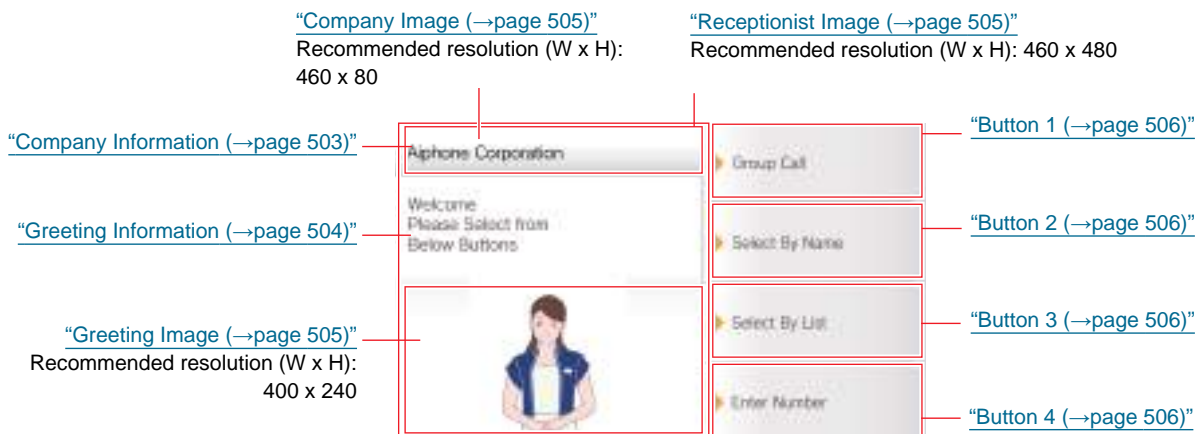 “Company Image (→page 505)”
Recommended resolution (W x H):
460 x 80
“Receptionist Image (→page 505)”
Recommended resolution (W x H): 460 x 480
“Company Information (→page 503)”
“Greeting Information (→page 504)”
“Greeting Image (→page 505)”
Recommended resolution (W x H):
400 x 240
Aiphone Corporation
Welcome
Please Select from
Below Buttons
Group Call
Select By Name
Select By List
Enter Number
“Button 1 (→page 506)”
“Button 2 (→page 506)”
“Button 3 (→page 506)”
“Button 4 (→page 506)”